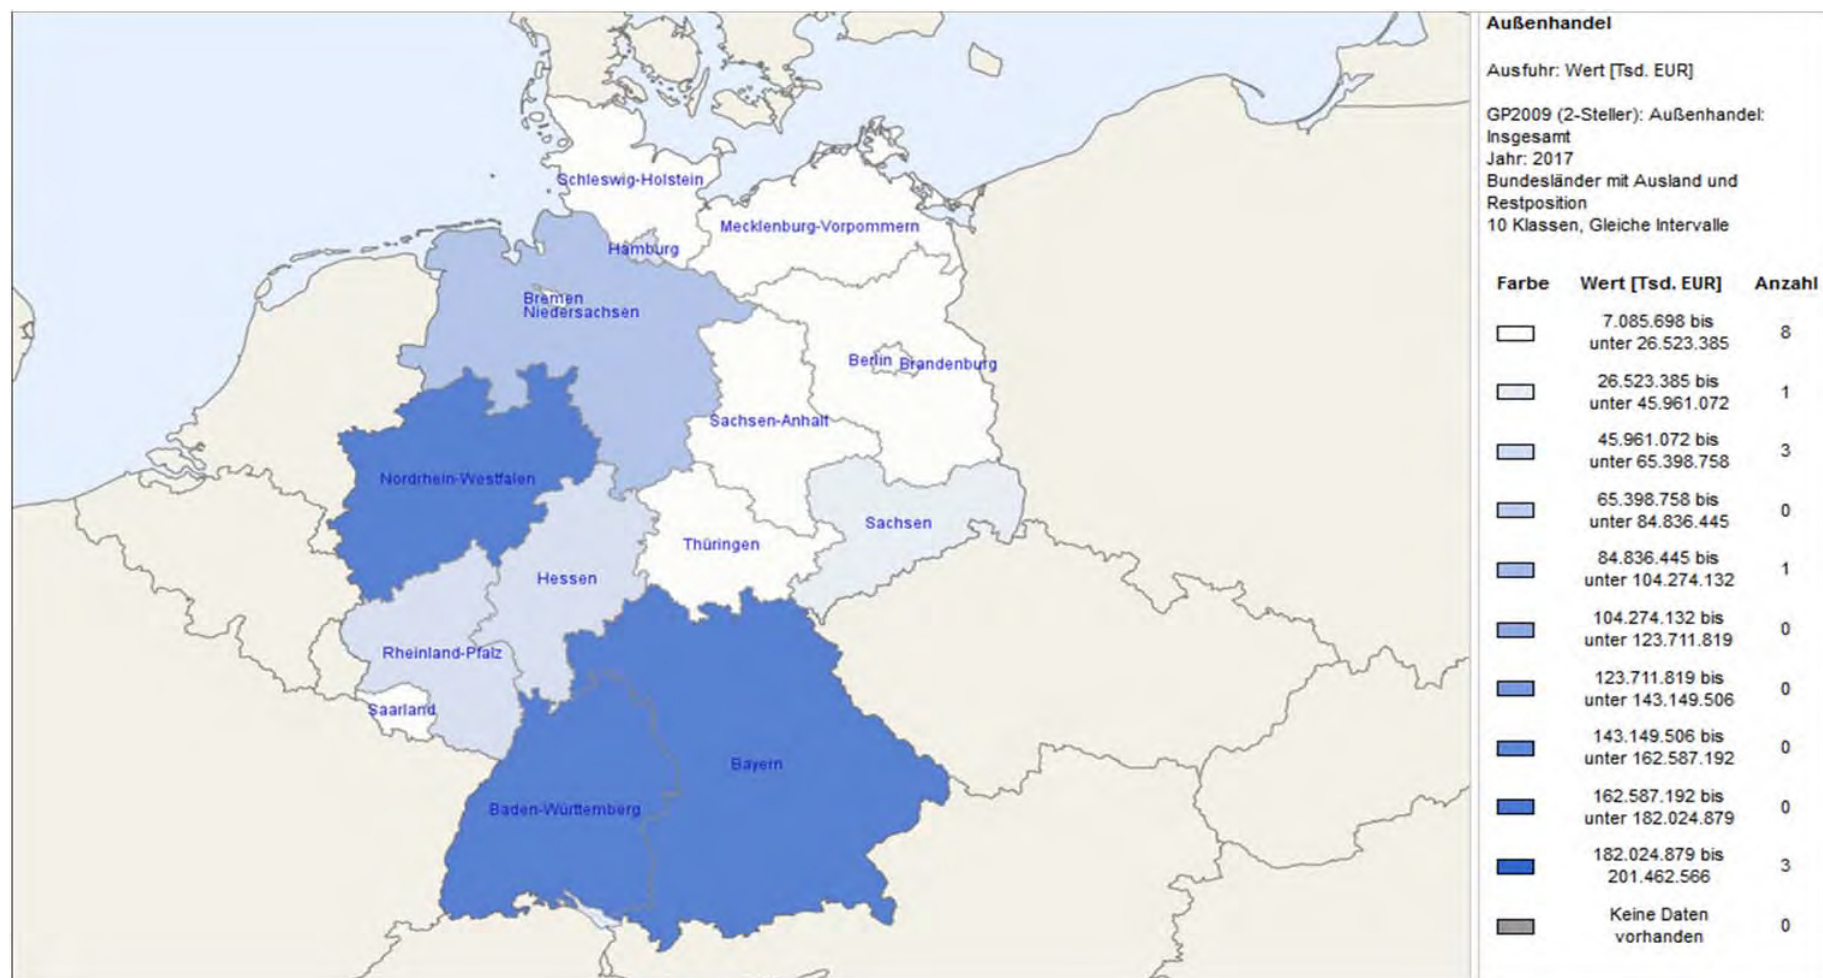 Schleswig-Holstein
Mecklenburg-Vorpommern
Hamburg
Bremen
Niedersachsen
Berlin
Brandenburg
Sachsen-Anhalt
Nordrhein-Westfalen
Sachsen
Thüringen
Hessen
Rheinland-Pfalz
Saarland
Bayern
Baden-Württemberg
Außenhandel
Ausfuhr: Wert [Tsd. EUR]
GP2009 (2-Steller): Außenhandel:
Insgesamt
Jahr: 2017
Bundesländer mit Ausland und
Restposition
10 Klassen, Gleiche Intervalle
Farbe Wert [Tsd. EUR] Anzahl
7.085.698 bis
unter 26.523.385 8
26.523.385 bis
unter 45.961.072 1
45.961.072 bis
unter 65.398.758 3
65.398.758 bis
unter 84.836.445 0
84.836.445 bis
unter 104.274.132 1
104.274.132 bis
unter 123.711.819 0
123.711.819 bis
unter 143.149.506 0
143.149.506 bis
unter 162.587.192 0
162.587.192 bis
unter 182.024.879 0
182.024.879 bis
201.462.566 3
Keine Daten
vorhanden 0